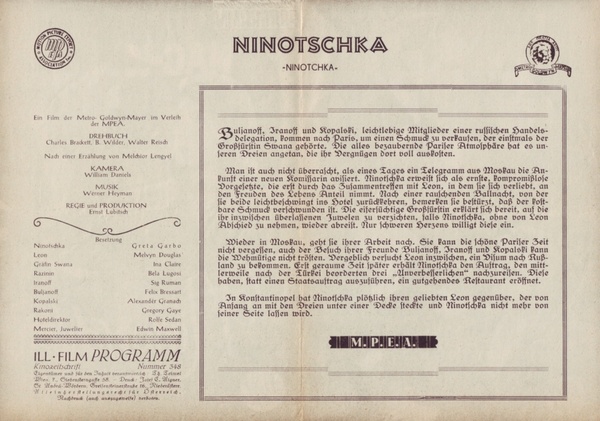 NINOTSCHKA
-NINOTCHKA-
Ein Film der Metro-Goldwyn-Mayer im Verleih
der MPEA.
DREHBUCH
Charles Brackett, B. Wilder, Walter Reisch
Nach einer Erzählung von Melchior Lengyel
KAMERA
William Daniels
MUSIK
Werner Heyman
REGIE und PRODUKTION
Ernst Lubitsch
Besetzung
Ninotschka Greta Garbo
Leon Melvyn Douglas
Gräfin Swana Ina Claire
Razinin Bela Lugosi
Iranoff Sig Ruman
Buljanoff Felix Bressart
Kopalski Alexander Granach
Rakonin Gregory Gaye
Hoteldirektor Rolfe Sedan
Mercier, Juwelier Edwin Maxwell
ILL·FILM PROGRAMM
Kinozeitschrift Nummer 348
Buljanoff, Iranoff und Kopalski, leichtlebige Mitglieder einer russischen Handels-
delegation, kommen nach Paris, um einen Schmuck zu verkaufen, der einstmals der
Großfürstin Swana gehörte. Die alles bezaubernde Pariser Atmosphäre hat es un-
seren Dreien angetan, die ihr Vergnügen dort voll auskosten.
Man ist auch nicht überrascht, als eines Tages ein Telegramm aus Moskau die An-
kunft einer neuen Komissarin avisiert. Ninotschka erweist sich als ernste, kompromißlose
Vorgesetzte, die erst durch das Zusammentreffen mit Leon, in dem sie sich verliebt, an
den Freuden des Lebens Anteil nimmt. Nach einer rauschenden Ballnacht, von der
sie beide leichtbeschwingt ins Hotel zurückkehren, bemerken sie bestürzt, daß der kost-
bare Schmuck verschwunden ist. Die eifersüchtige Großfürstin erklärt sich bereit, auf die
ihr inzwischen überlassenen Juwelen zu verzichten, falls Ninotschka, ohne von Leon
Abschied zu nehmen, wieder abreist. Nur schweren Herzens willigt diese ein.
Wieder in Moskau, geht sie ihrer Arbeit nach. Sie kann die schöne Pariser Zeit
nicht vergessen, auch der Besuch ihrer Freunde Buljanoff, Iranoff und Kopalski kann
die Wehmütige nicht trösten. Vergeblich versucht Leon inzwischen, ein Visum nach Ruß-
land zu bekommen. Erst geraume Zeit später erhält Ninotschka den Auftrag, den mitt-
lerweile nach der Türkei beorderten drei „Unverbesserlichen" nachzureisen. Diese
haben, statt einen Staatsauftrag auszuführen, ein gutgehendes Restaurant eröffnet.
In Konstantinopel hat Ninotschka plötzlich ihren geliebten Leon gegenüber, der von
Anfang an mit den Dreien unter einer Decke steckte und Ninotschka nicht mehr von
seiner Seite lassen wird.
M.P.E.A.